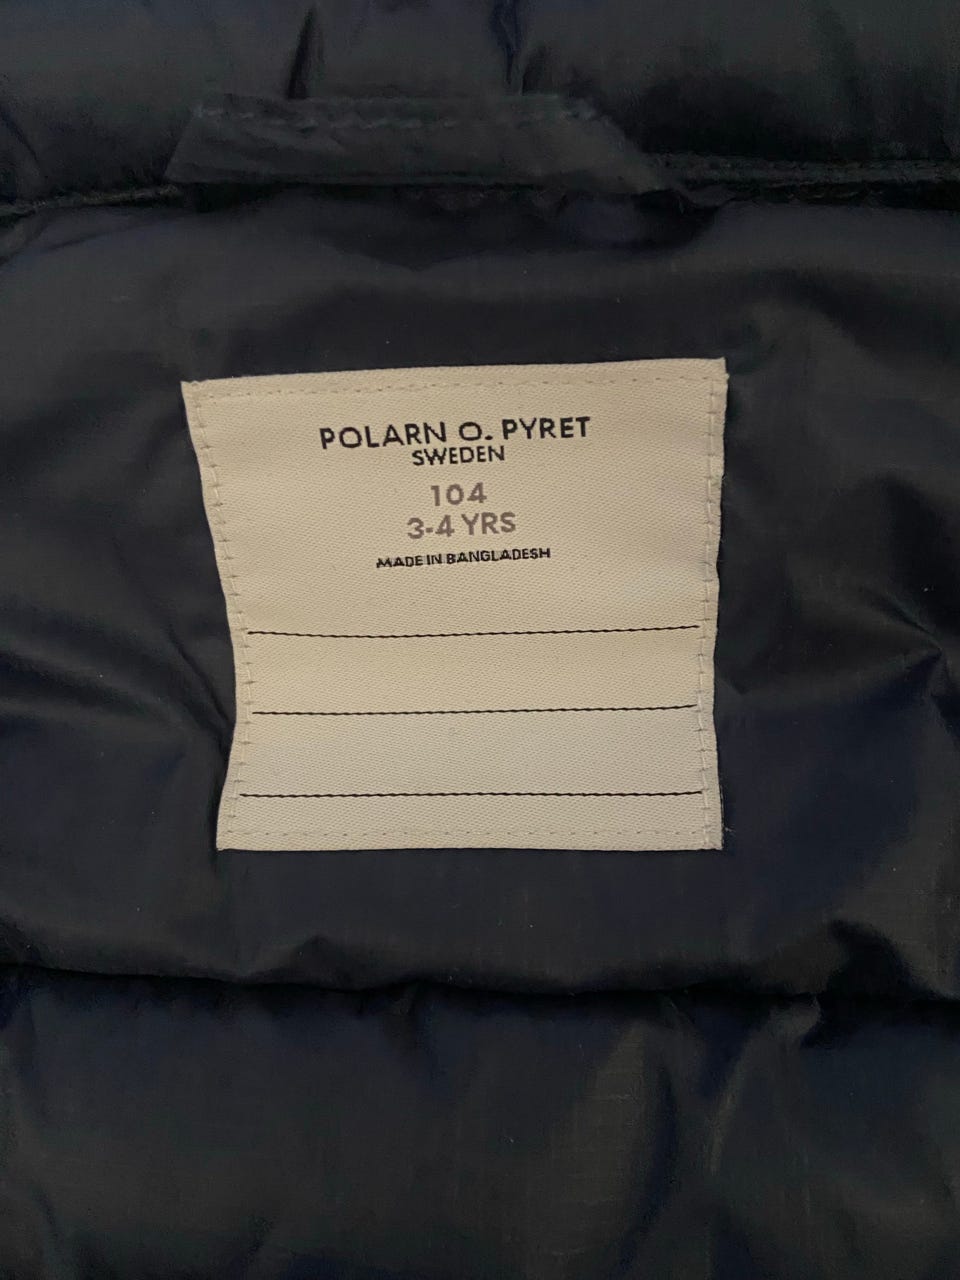 POLARN O. PYRET
SWEDEN
104
3-4 YRS
MADE IN BANGLADESH